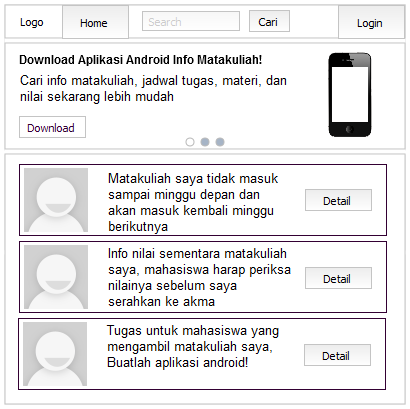 Logo Home Search Cari Login
Download Aplikasi Android Info Matakuliah!
Cari info matakuliah, jadwal tugas, materi, dan
nilai sekarang lebih mudah
Download
Matakuliah saya tidak masuk
sampai minggu depan dan
akan masuk kembali minggu
berikutnya
Detail
Info nilai sementara matakuliah
saya, mahasiswa harap periksa
nilainya sebelum saya
serahkan ke akma
Detail
Tugas untuk mahasiswa yang
mengambil matakuliah saya,
Buatlah aplikasi android!
Detail